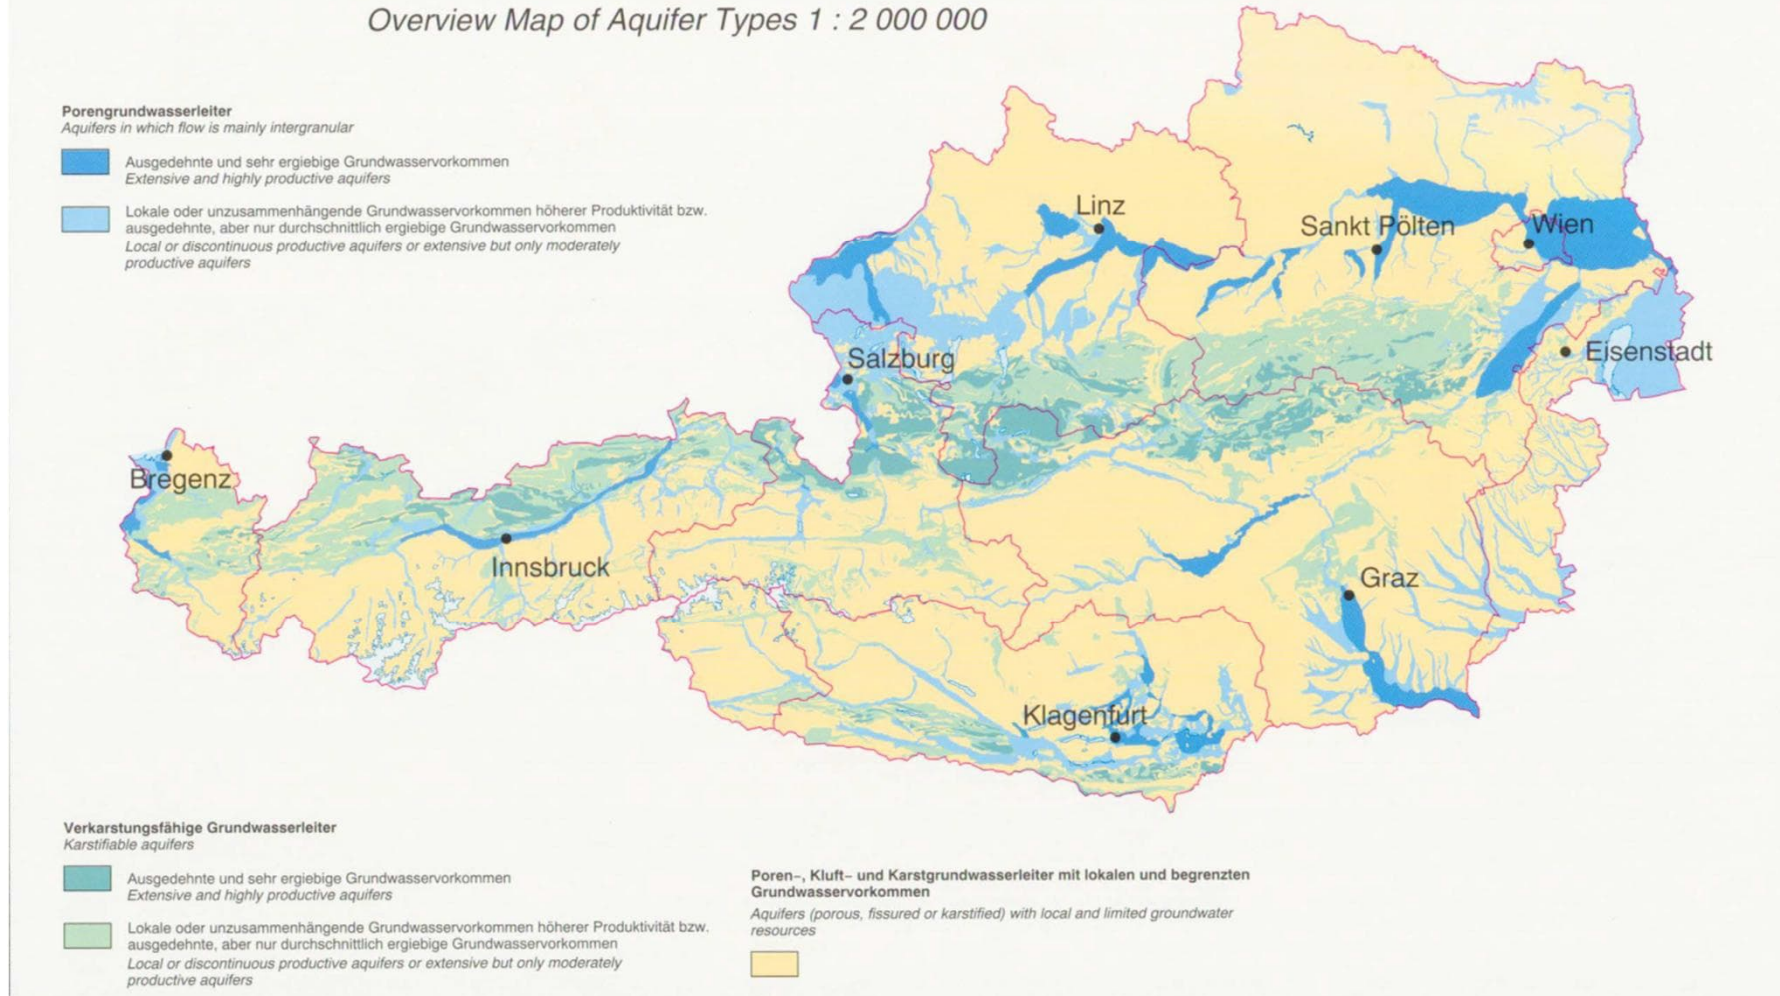 Overview Map of Aquifer Types 1 : 2 000 000
Porengrundwasserleiter
Aquifers in which flow is mainly intergranular
Ausgedehnte und sehr ergiebige Grundwasservorkommen
Extensive and highly productive aquifers
Lokale oder unzusammenhängende Grundwasservorkommen höherer Produktivität bzw.
ausgedehnte, aber nur durchschnittlich ergiebige Grundwasservorkommen
Local or discontinuous productive aquifers or extensive but only moderately
productive aquifers
Linz
Sankt Pölten
Wien
Salzburg
Eisenstadt
Bregenz
Innsbruck
Graz
Klagenfurt
Verkarstungsfähige Grundwasserleiter
Karstifiable aquifers
Ausgedehnte und sehr ergiebige Grundwasservorkommen
Extensive and highly productive aquifers
Lokale oder unzusammenhängende Grundwasservorkommen höherer Produktivität bzw.
ausgedehnte, aber nur durchschnittlich ergiebige Grundwasservorkommen
Local or discontinuous productive aquifers or extensive but only moderately
productive aquifers
Poren-, Kluft- und Karstgrundwasserleiter mit lokalen und begrenzten
Grundwasservorkommen
Aquifers (porous, fissured or karstified) with local and limited groundwater
resources